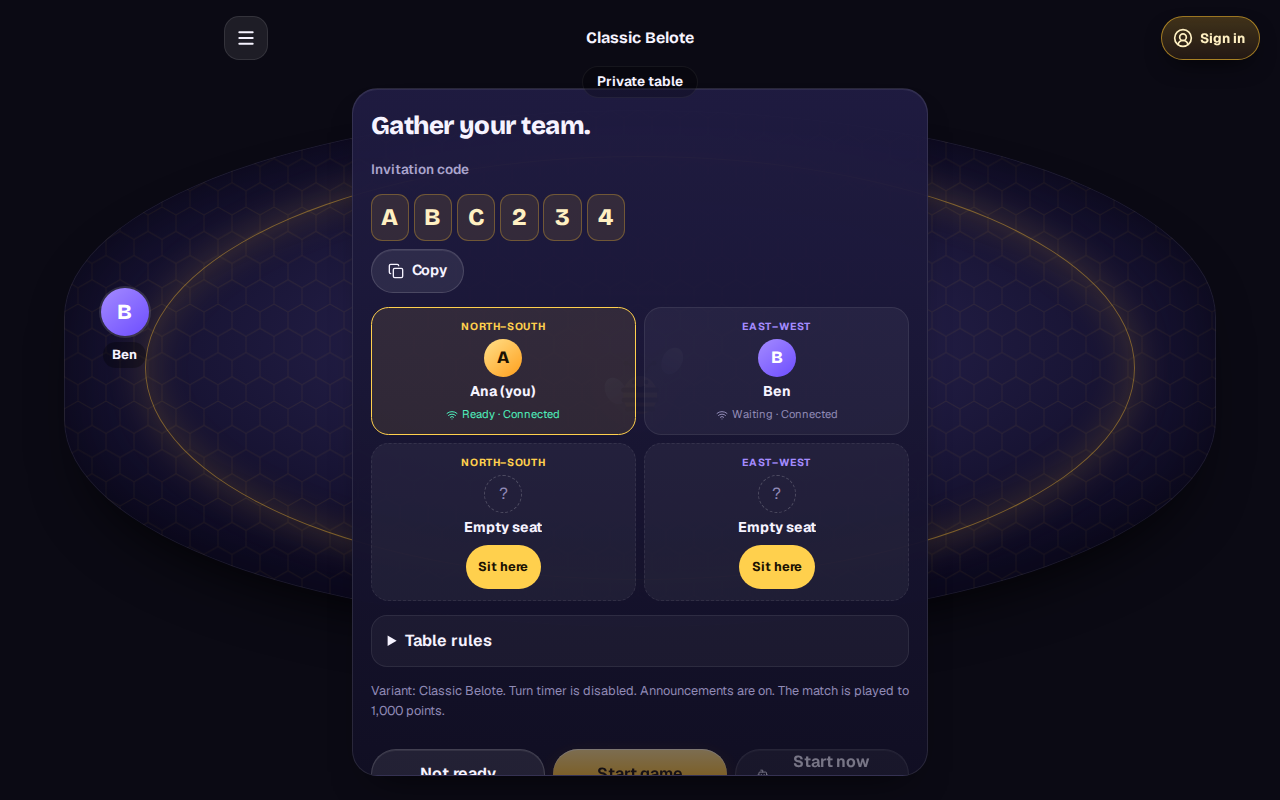 Classic Belote
Sign in
Private table
Gather your team.
Invitation code
A B C 2 3 4
Copy
NORTH–SOUTH
A
Ana (you)
Ready · Connected
EAST–WEST
B
Ben
Waiting · Connected
B
Ben
NORTH–SOUTH
?
Empty seat
Sit here
EAST–WEST
?
Empty seat
Sit here
Table rules
Variant: Classic Belote. Turn timer is disabled. Announcements are on. The match is played to
1,000 points.
Not ready
Start game
Start now